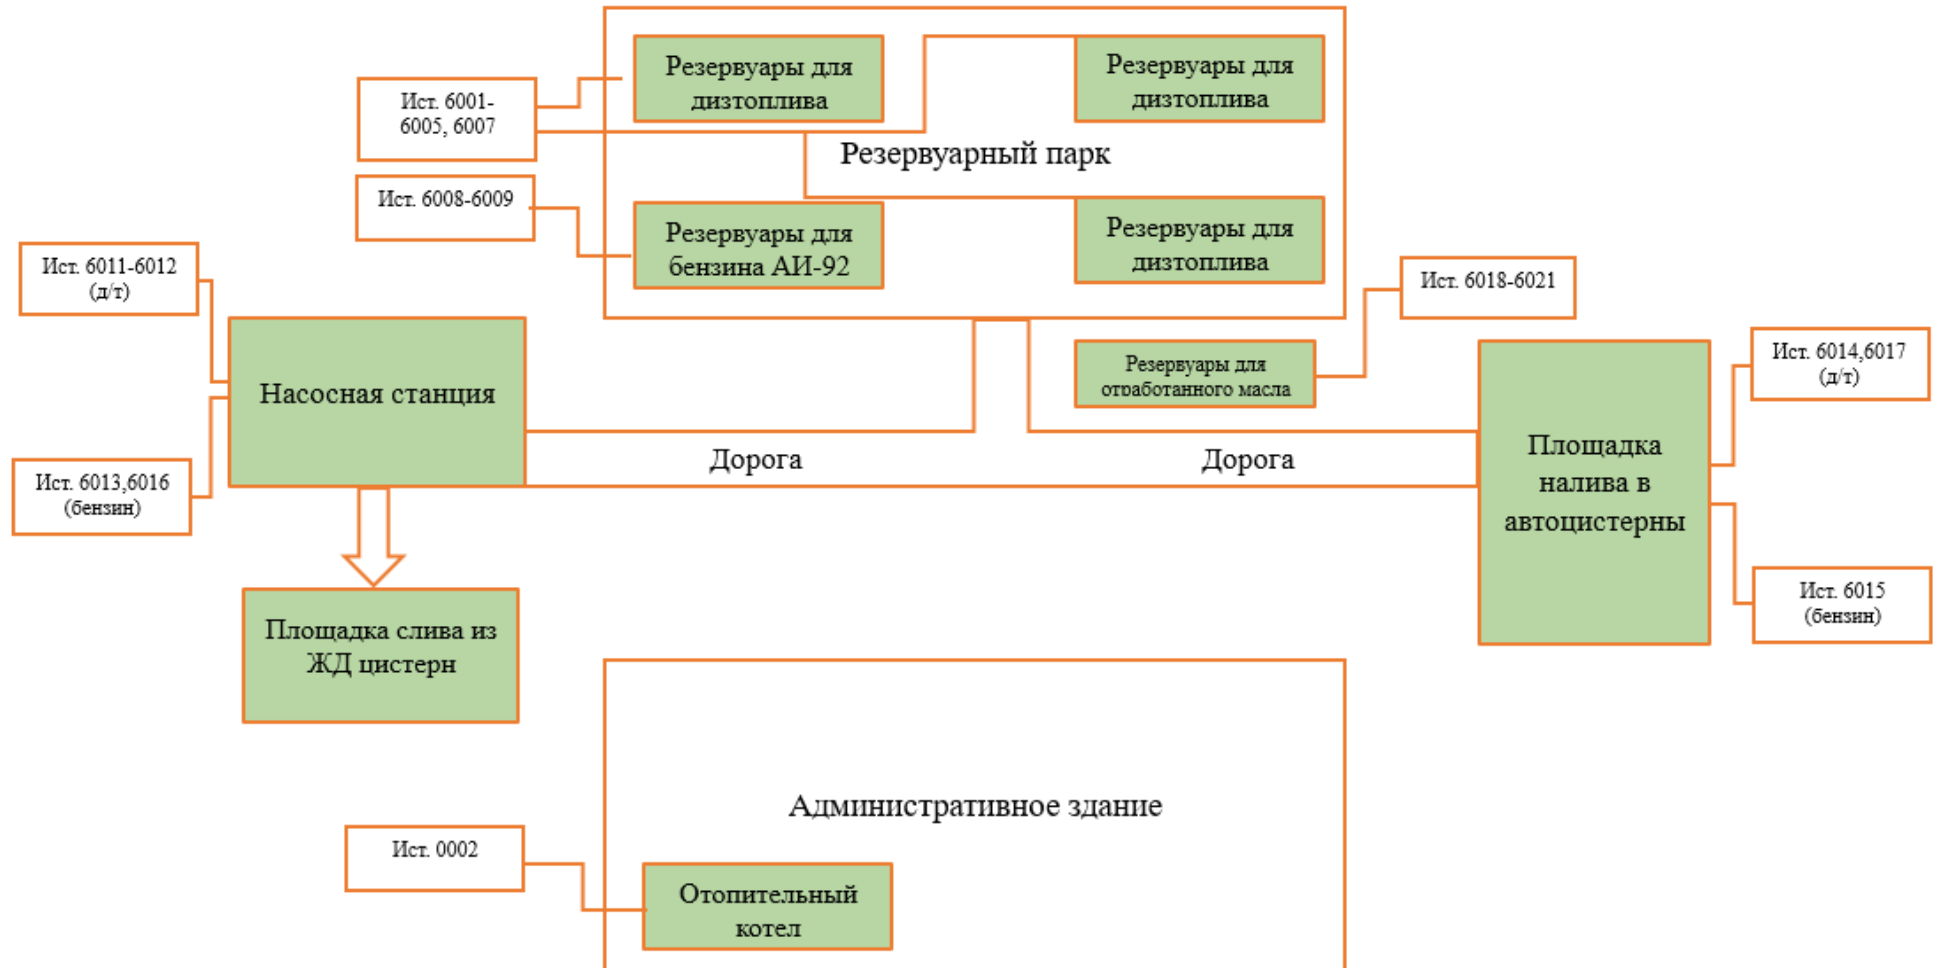 Резервуары для
дизтоплива
Резервуары для
дизтоплива
Ист. 6001-
6005, 6007
Резервуарный парк
Ист. 6008-6009
Резервуары для
бензина АИ-92
Резервуары для
дизтоплива
Ист. 6011-6012
(д/т)
Ист. 6018-6021
Насосная станция
Резервуары для
отработанного масла
Ист. 6014,6017
(д/т)
Ист. 6013,6016
(бензин)
Дорога
Дорога
Площадка
налива в
автоцистерны
Площадка слива из
ЖД цистерн
Ист. 6015
(бензин)
Административное здание
Ист. 0002
Отопительный
котел